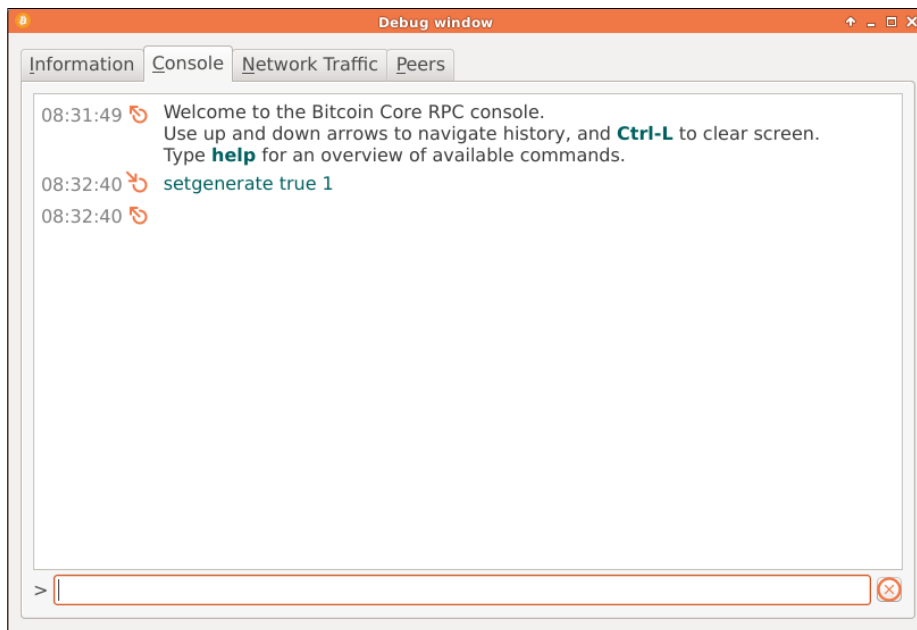 Debug window
Information Console Network Traffic Peers
08:31:49 Welcome to the Bitcoin Core RPC console.
Use up and down arrows to navigate history, and Ctrl-L to clear screen.
Type help for an overview of available commands.
08:32:40 setgenerate true 1
08:32:40
>